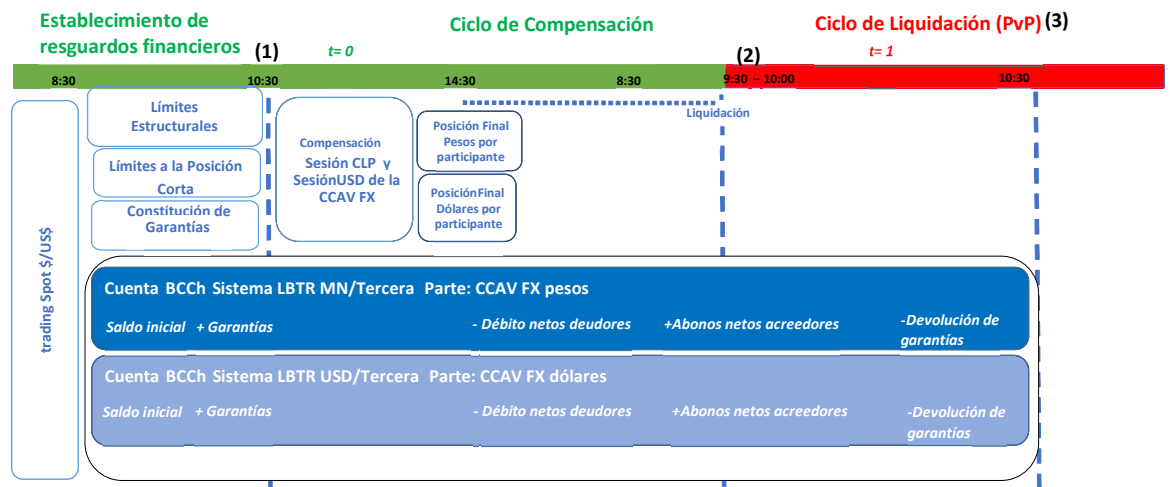 Establecimiento de
resguardos financieros
(1)
t= 0
Ciclo de Compensación
Ciclo de Liquidación (PvP)
(3)
(2)
t= 1
8:30
10:30
14:30
8:30
9:30 – 10:00
10:30
Límites
Estructurales
Límites a la Posición
Corta
Constitución de
Garantías
Compensación
Sesión CLP y
SesiónUSD de la
CCAV FX
Posición Final
Pesos por
participante
PosiciónFinal
Dólares por
participante
Liquidación
trading Spot $/US$
Cuenta BCCh Sistema LBTR MN/Tercera Parte: CCAV FX pesos
Saldo inicial + Garantías - Débito netos deudores +Abonos netos acreedores -Devolución de
garantías
Cuenta BCCh Sistema LBTR USD/Tercera Parte: CCAV FX dólares
Saldo inicial + Garantías - Débito netos deudores +Abonos netos acreedores -Devolución de
garantías